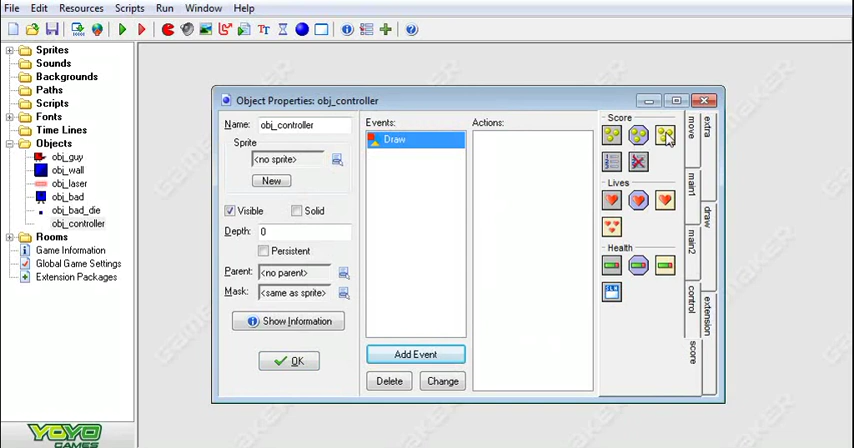 File Edit Resources Scripts Run Window Help
Sprites
Sounds
Backgrounds
Paths
Scripts
Fonts
Time Lines
Objects
obj_guy
obj_wall
obj_laser
obj_bad
obj_bad_die
obj_controller
Rooms
Game Information
Global Game Settings
Extension Packages
YOYO
GAMES
Object Properties: obj_controller
Name: obj_controller
Sprite
<no sprite>
New
Visible Solid
Depth: 0
Persistent
Parent: <no parent>
Mask: <same as sprite>
Show Information
OK
Events:
Draw
Add Event
Delete Change
Actions:
Score
Lives
Health
move
main1
main2
control
score
extra
draw
extension